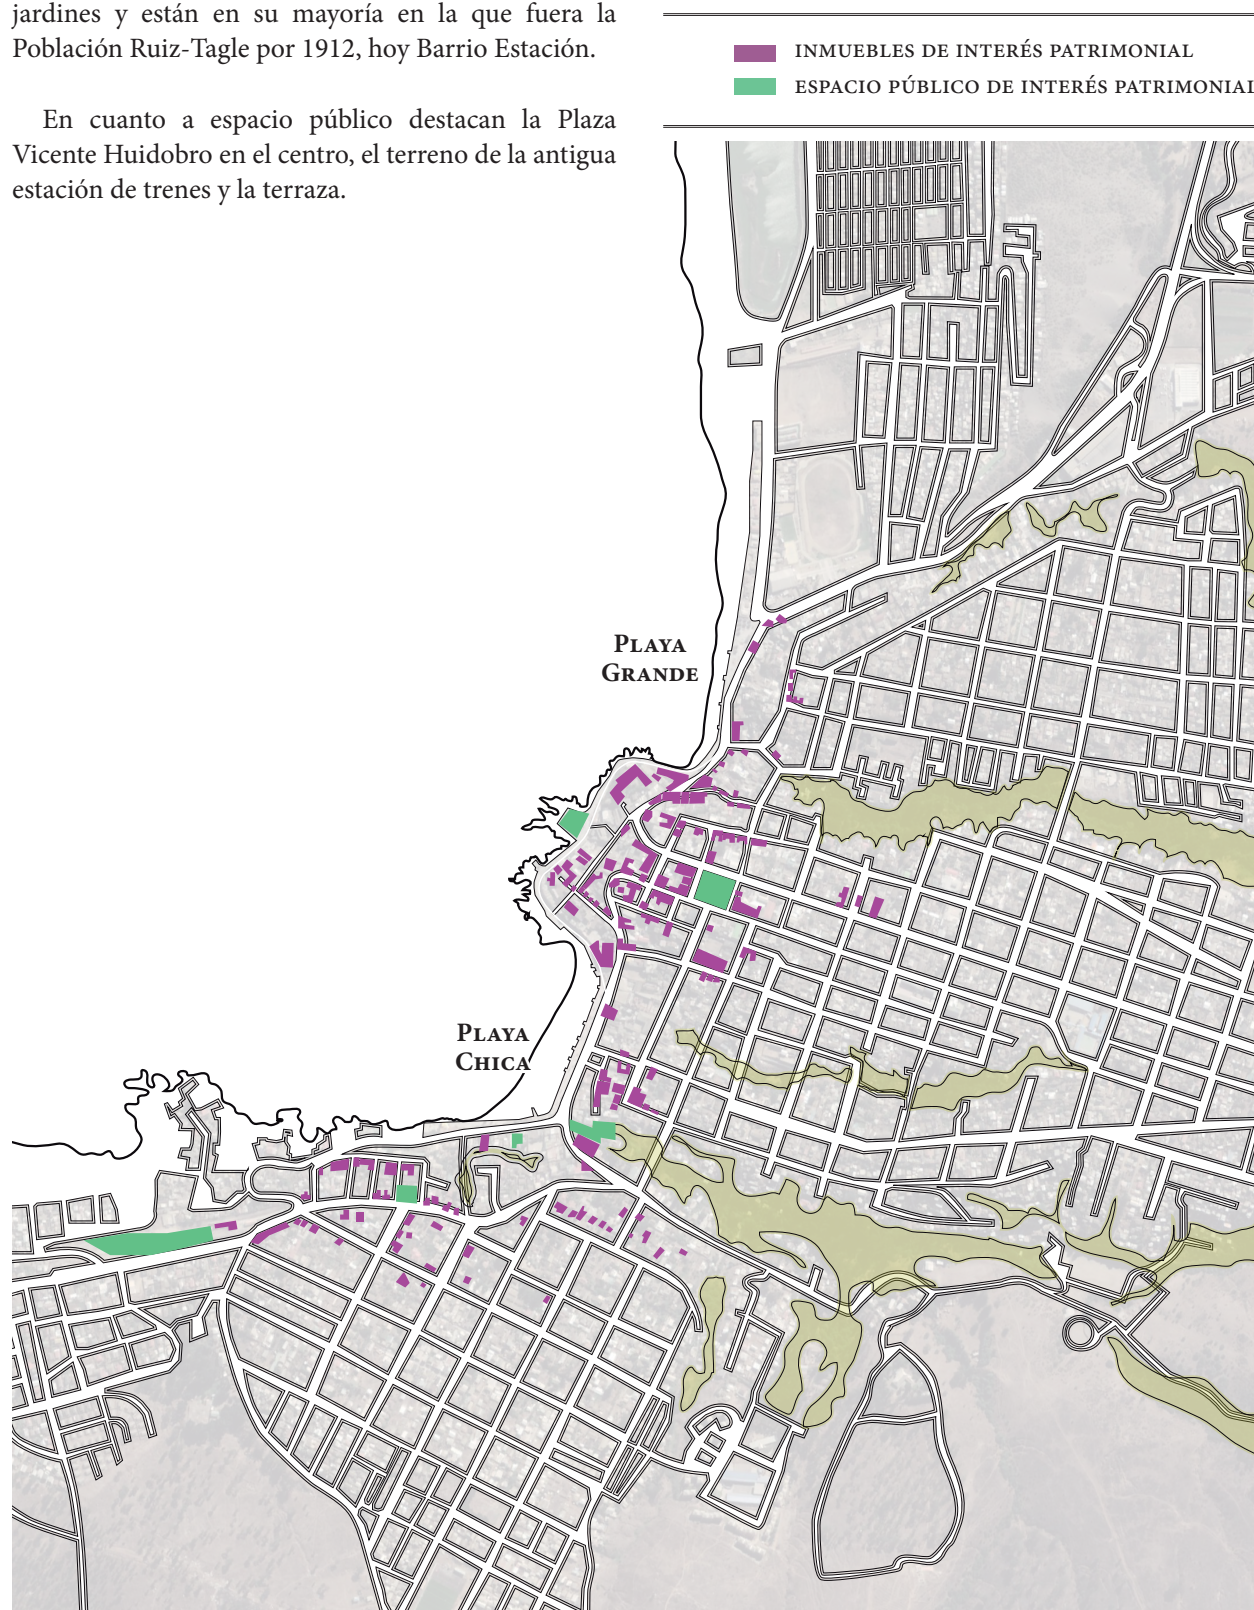 jardines y están en su mayoría en la que fuera la
Población Ruiz-Tagle por 1912, hoy Barrio Estación.
En cuanto a espacio público destacan la Plaza
Vicente Huidobro en el centro, el terreno de la antigua
estación de trenes y la terraza.
INMUEBLES DE INTERÉS PATRIMONIAL
ESPACIO PÚBLICO DE INTERÉS PATRIMONIAL
PLAYA
GRANDE
PLAYA
CHICA